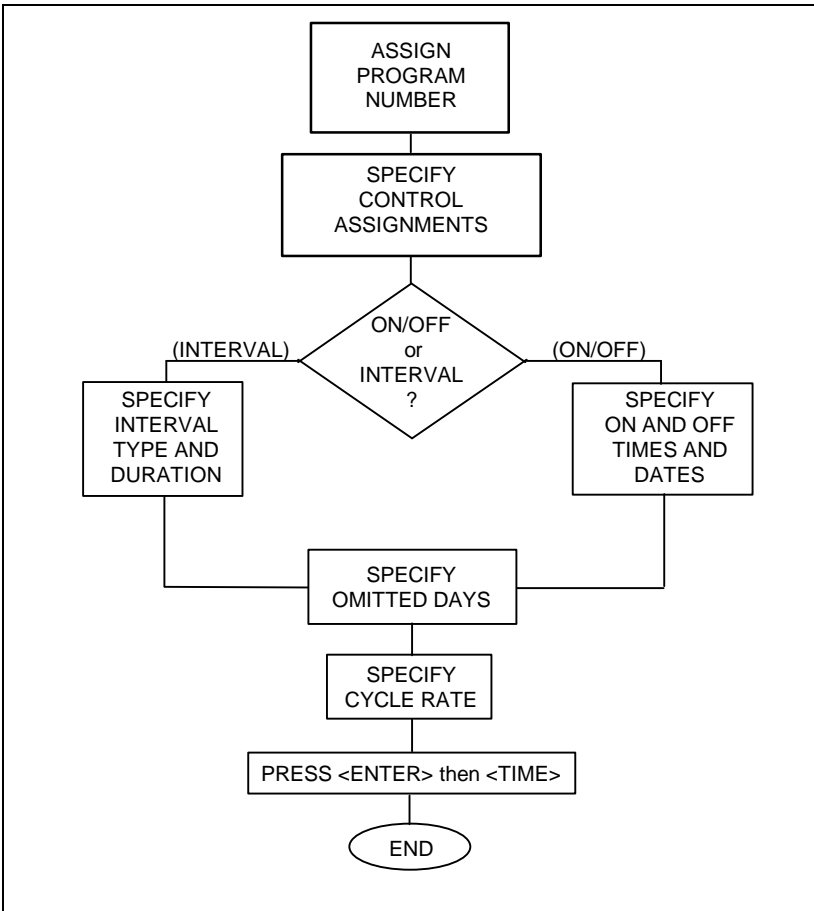 ASSIGN
PROGRAM
NUMBER
SPECIFY
CONTROL
ASSIGNMENTS
ON/OFF
or
INTERVAL
?
(INTERVAL)
(ON/OFF)
SPECIFY
INTERVAL
TYPE AND
DURATION
SPECIFY
ON AND OFF
TIMES AND
DATES
SPECIFY
OMITTED DAYS
SPECIFY
CYCLE RATE
PRESS <ENTER> then <TIME>
END